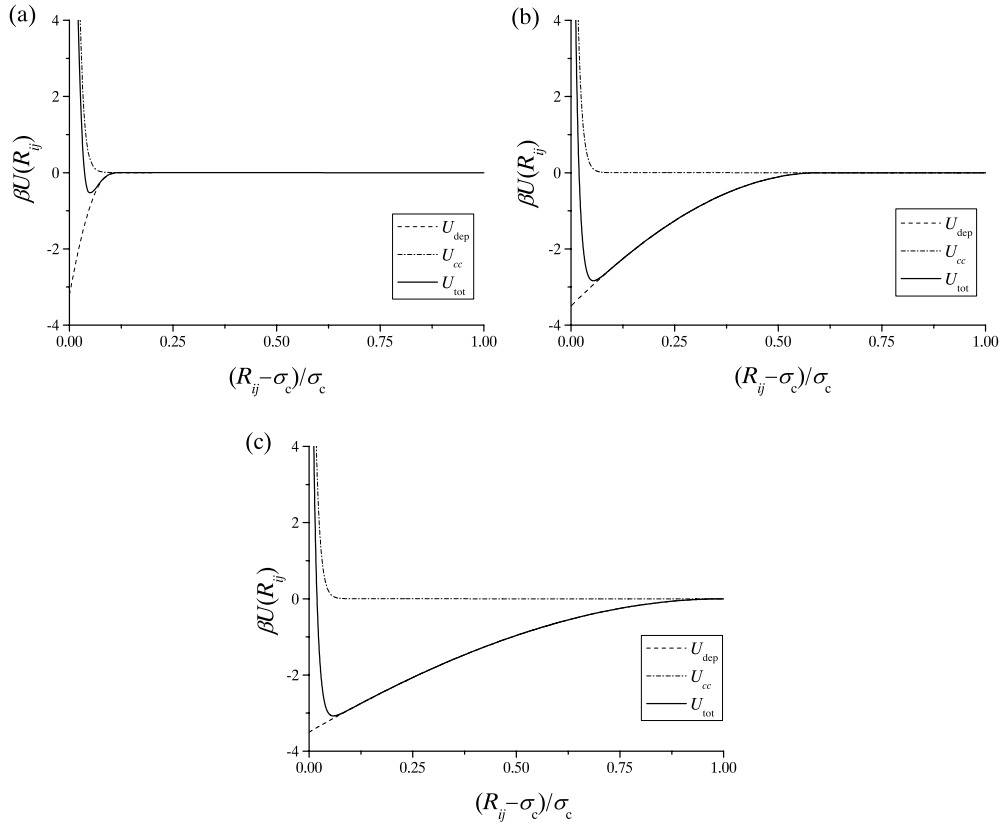 (a)
βU(R_ij)
4
2
0
-2
-4
0.00 0.25 0.50 0.75 1.00
(R_ij−σ_c)/σ_c
U_dep
U_cc
U_tot
(b)
βU(R_ij)
4
2
0
-2
-4
0.00 0.25 0.50 0.75 1.00
(R_ij−σ_c)/σ_c
U_dep
U_cc
U_tot
(c)
βU(R_ij)
4
2
0
-2
-4
0.00 0.25 0.50 0.75 1.00
(R_ij−σ_c)/σ_c
U_dep
U_cc
U_tot